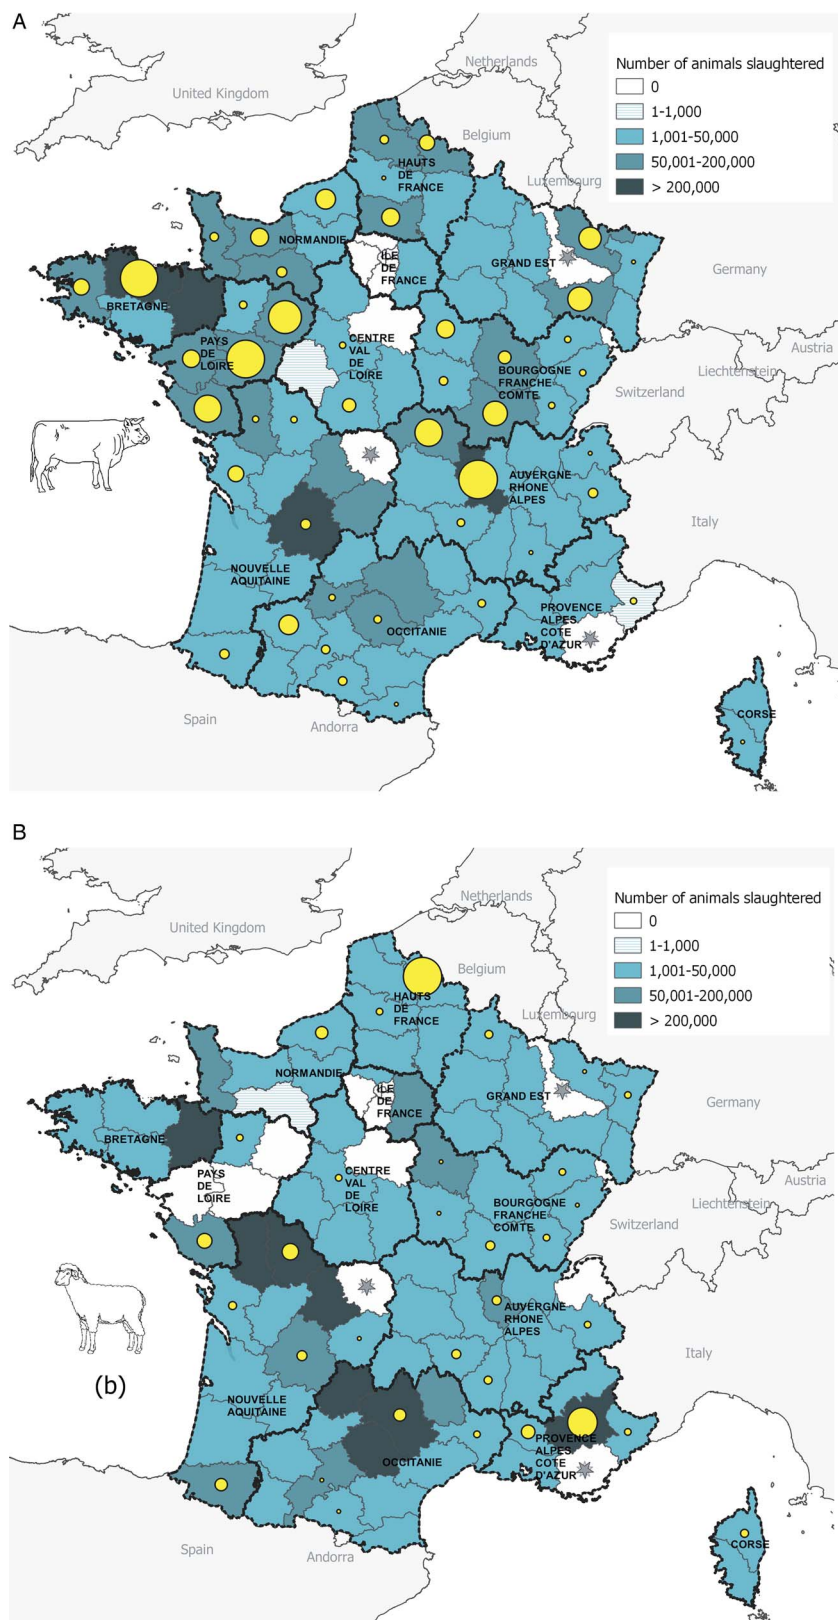 A
Netherlands
United Kingdom
Belgium
Luxembourg
Germany
Austria
Liechtenstein
Switzerland
Italy
Spain
Andorra
Number of animals slaughtered
0
1-1,000
1,001-50,000
50,001-200,000
> 200,000
HAUTS
DE
FRANCE
NORMANDIE
ILE
DE
FRANCE
GRAND EST
BRETAGNE
PAYS
DE
LOIRE
CENTRE
VAL
DE
LOIRE
BOURGOGNE
FRANCHE
COMTE
AUVERGNE
RHONE
ALPES
NOUVELLE
AQUITAINE
OCCITANIE
PROVENCE
ALPES
COTE
D'AZUR
CORSE
B
Netherlands
United Kingdom
Belgium
Luxembourg
Germany
Austria
Liechtenstein
Switzerland
Italy
Spain
Andorra
Number of animals slaughtered
0
1-1,000
1,001-50,000
50,001-200,000
> 200,000
HAUTS
DE
FRANCE
NORMANDIE
ILE
DE
FRANCE
GRAND EST
BRETAGNE
PAYS
DE
LOIRE
CENTRE
VAL
DE
LOIRE
BOURGOGNE
FRANCHE
COMTE
AUVERGNE
RHONE
ALPES
(b)
NOUVELLE
AQUITAINE
OCCITANIE
PROVENCE
ALPES
COTE
D'AZUR
CORSE